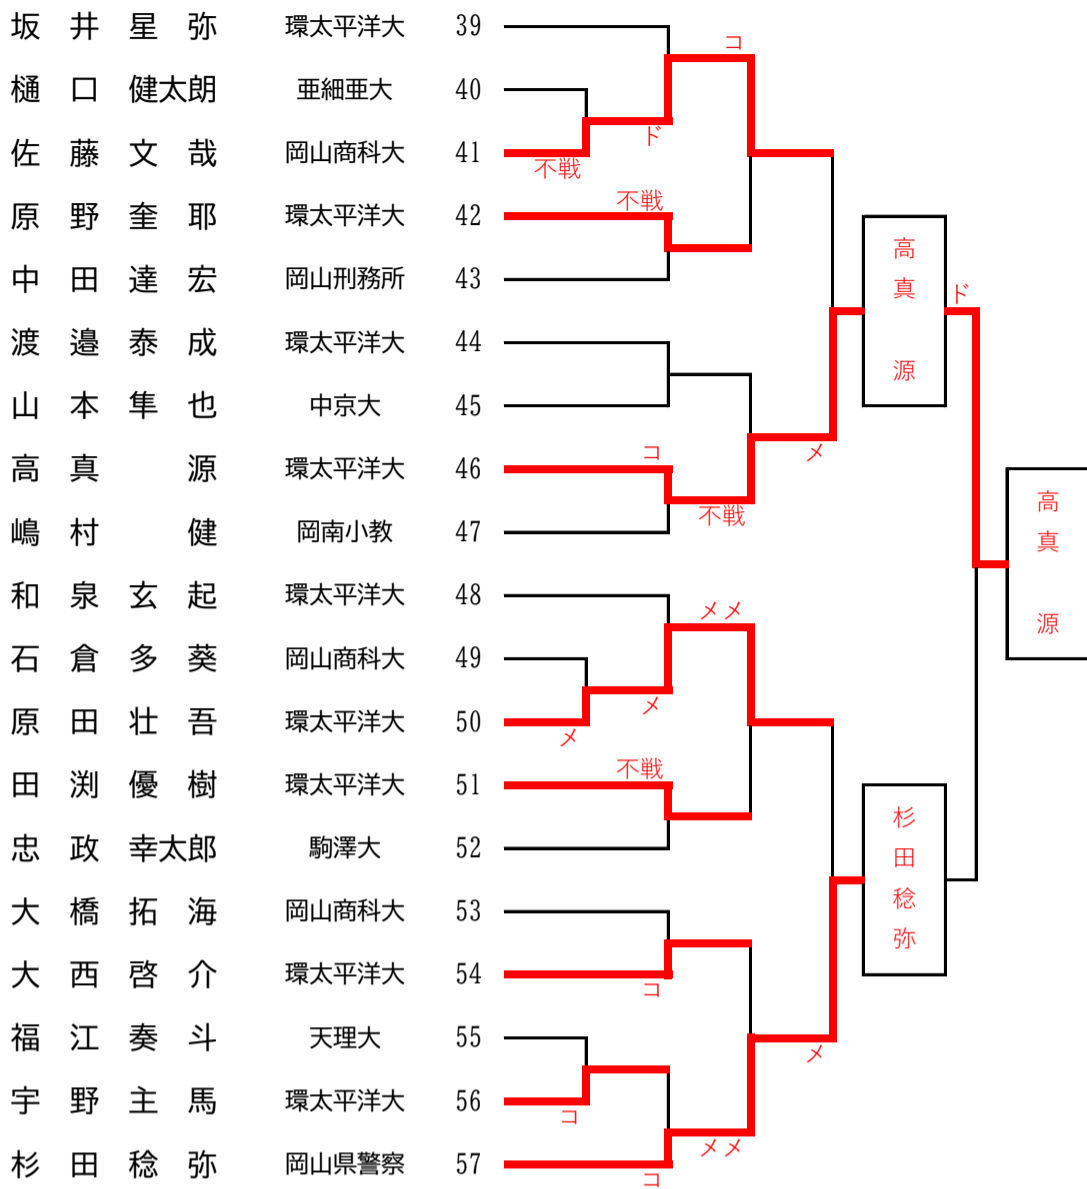 坂井星弥 環太平洋大 39
コ
樋口健太朗 亜細亜大 40
ド
佐藤文哉 岡山商科大 41
不戦
不戦
原野奎耶 環太平洋大 42
中田達宏 岡山刑務所 43
高真 源
ド
渡邉泰成 環太平洋大 44
山本隼也 中京大 45
メ
コ
高真 源 環太平洋大 46
不戦
嶋村 健 岡南小教 47
高真 源
和泉玄起 環太平洋大 48
メメ
石倉多葵 岡山商科大 49
メ
原田壮吾 環太平洋大 50
メ
不戦
田渕優樹 環太平洋大 51
忠政幸太郎 駒澤大 52
杉田稔弥
大橋拓海 岡山商科大 53
大西啓介 環太平洋大 54
コ
福江奏斗 天理大 55
メ
宇野主馬 環太平洋大 56
コ
メメ
杉田稔弥 岡山県警察 57
コ